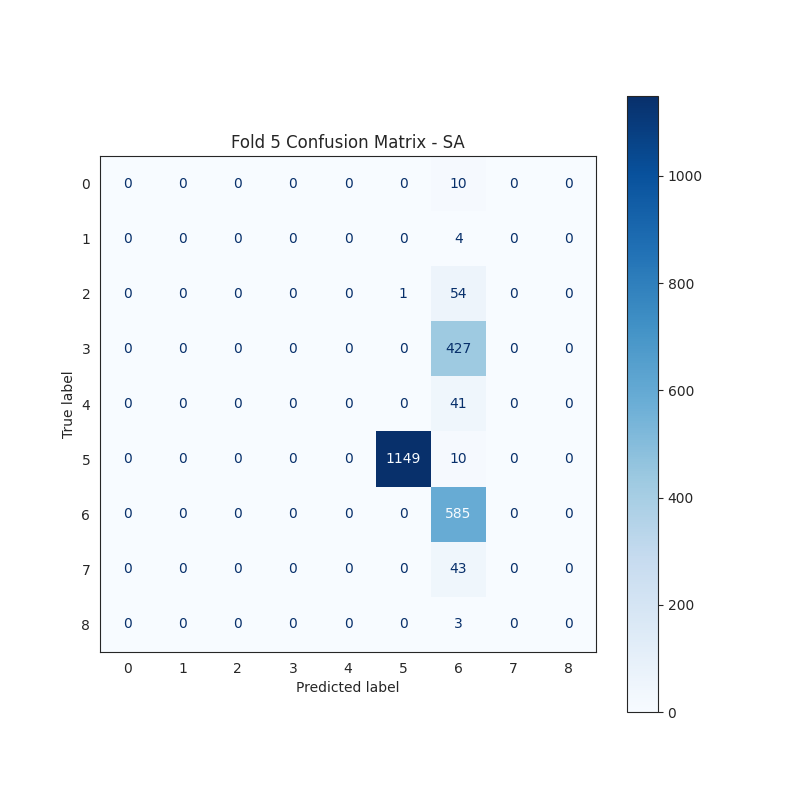 Fold 5 Confusion Matrix - SA
0 0 0 0 0 0 0 10 0 0
1 0 0 0 0 0 0 4 0 0
2 0 0 0 0 0 1 54 0 0
3 0 0 0 0 0 0 427 0 0
4 0 0 0 0 0 0 41 0 0
5 0 0 0 0 0 1149 10 0 0
6 0 0 0 0 0 0 585 0 0
7 0 0 0 0 0 0 43 0 0
8 0 0 0 0 0 0 3 0 0
0 1 2 3 4 5 6 7 8
Predicted label
True label
1000
800
600
400
200
0